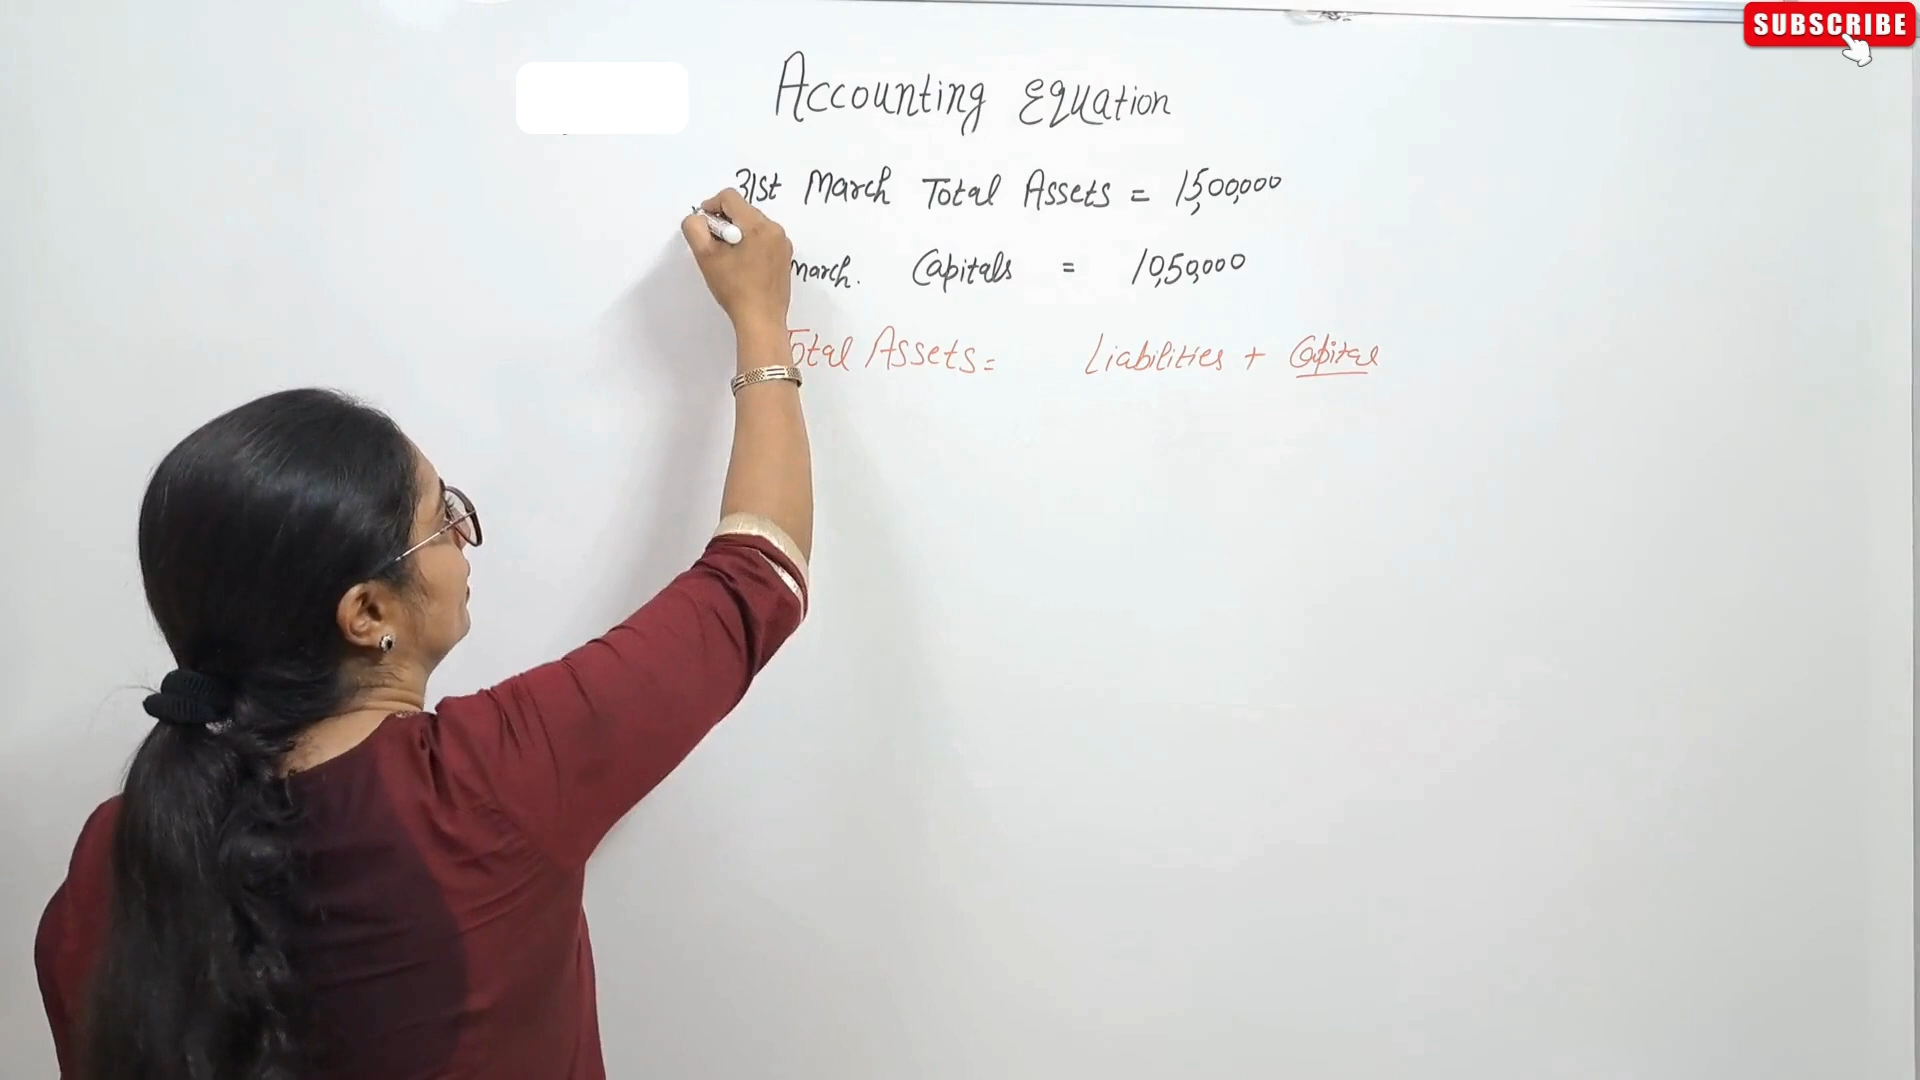 SUBSCRIBE
Accounting Equation
31st March Total Assets = 15,00,000
march. Capitals = 10,50,000
Total Assets = Liabilities + Capital